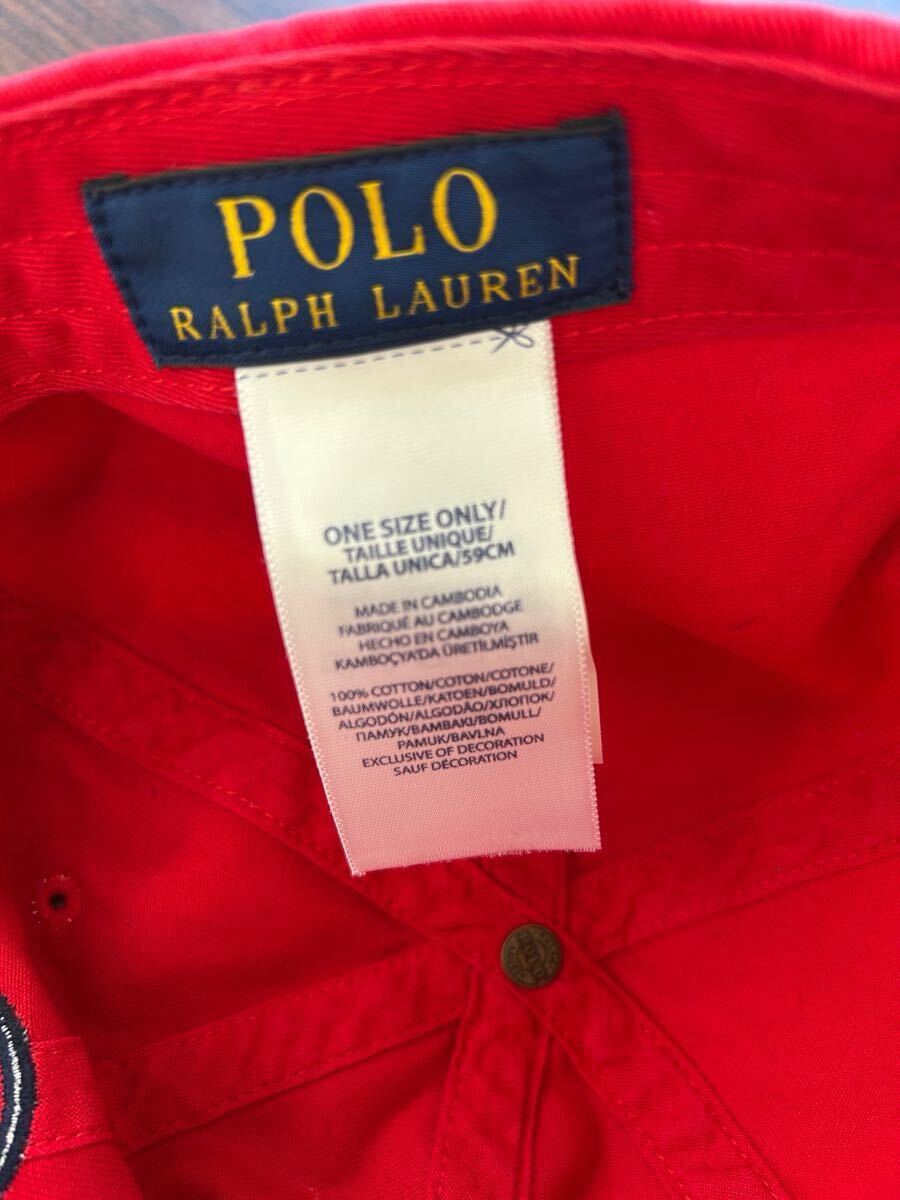 POLO
RALPH LAUREN
ONE SIZE ONLY/
TAILLE UNIQUE/
TALLA UNICA/59CM
MADE IN CAMBODIA
FABRIQUÉ AU CAMBODGE
HECHO EN CAMBOYA
KAMBOÇYA'DA ÜRETİLMİŞTİR
100% COTTON/COTON/COTONE/
BAUMWOLLE/KATOEN/BOMULD/
ALGODÓN/ALGODÃO/ХЛОПОК/
ПАМУК/BAMBAKI/BOMULL/
PAMUK/BAVLNA
EXCLUSIVE OF DECORATION
SAUF DÉCORATION
POLO